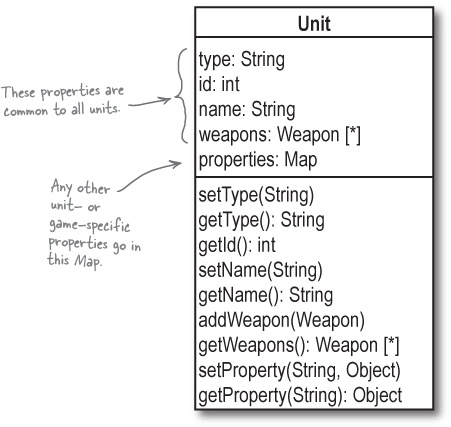 Unit
type: String
id: int
name: String
weapons: Weapon [*]
properties: Map
setType(String)
getType(): String
getId(): int
setName(String)
getName(): String
addWeapon(Weapon)
getWeapons(): Weapon [*]
setProperty(String, Object)
getProperty(String): Object
These properties are
common to all units.
Any other
unit- or
game-specific
properties go in
this Map.